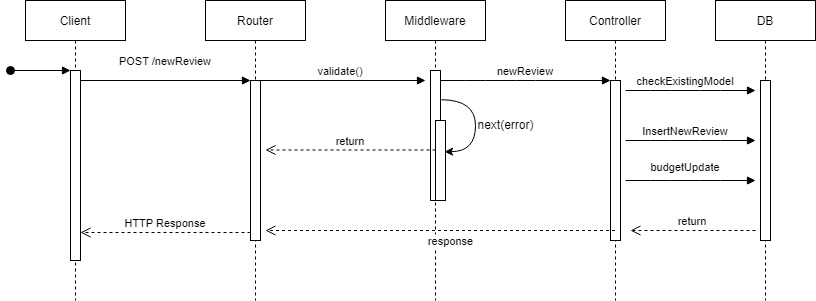 Client
Router
Middleware
Controller
DB
POST /newReview
validate()
newReview
checkExistingModel
next(error)
InsertNewReview
return
budgetUpdate
HTTP Response
return
response